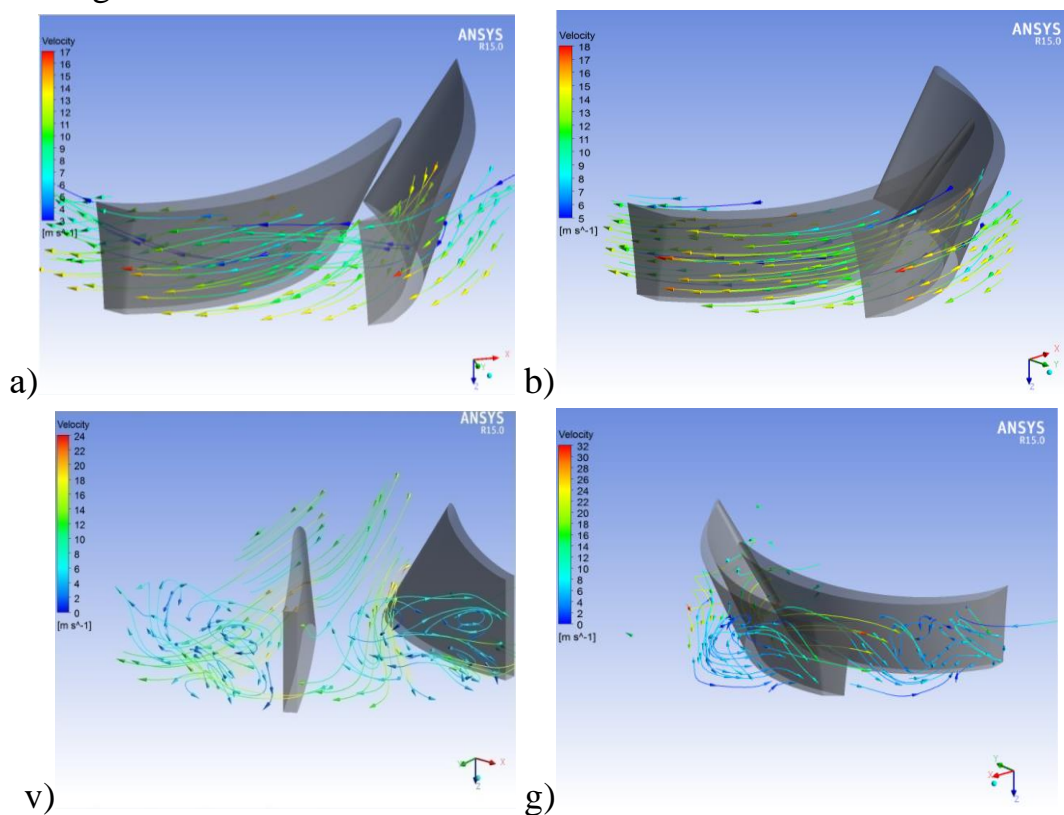 Velocity
ANSYS
R15.0
17
16
15
14
13
12
11
10
9
8
7
6
5
4
3
[m s^-1]
X
Y
Z
a)
Velocity
ANSYS
R15.0
18
17
16
15
14
13
12
11
10
9
8
7
6
5
[m s^-1]
X
Y
Z
b)
Velocity
ANSYS
R15.0
24
22
20
18
16
14
12
10
8
6
4
2
0
[m s^-1]
Y
X
Z
v)
Velocity
ANSYS
R15.0
32
30
28
26
24
22
20
18
16
14
12
10
8
6
4
2
0
[m s^-1]
Y
X
Z
g)